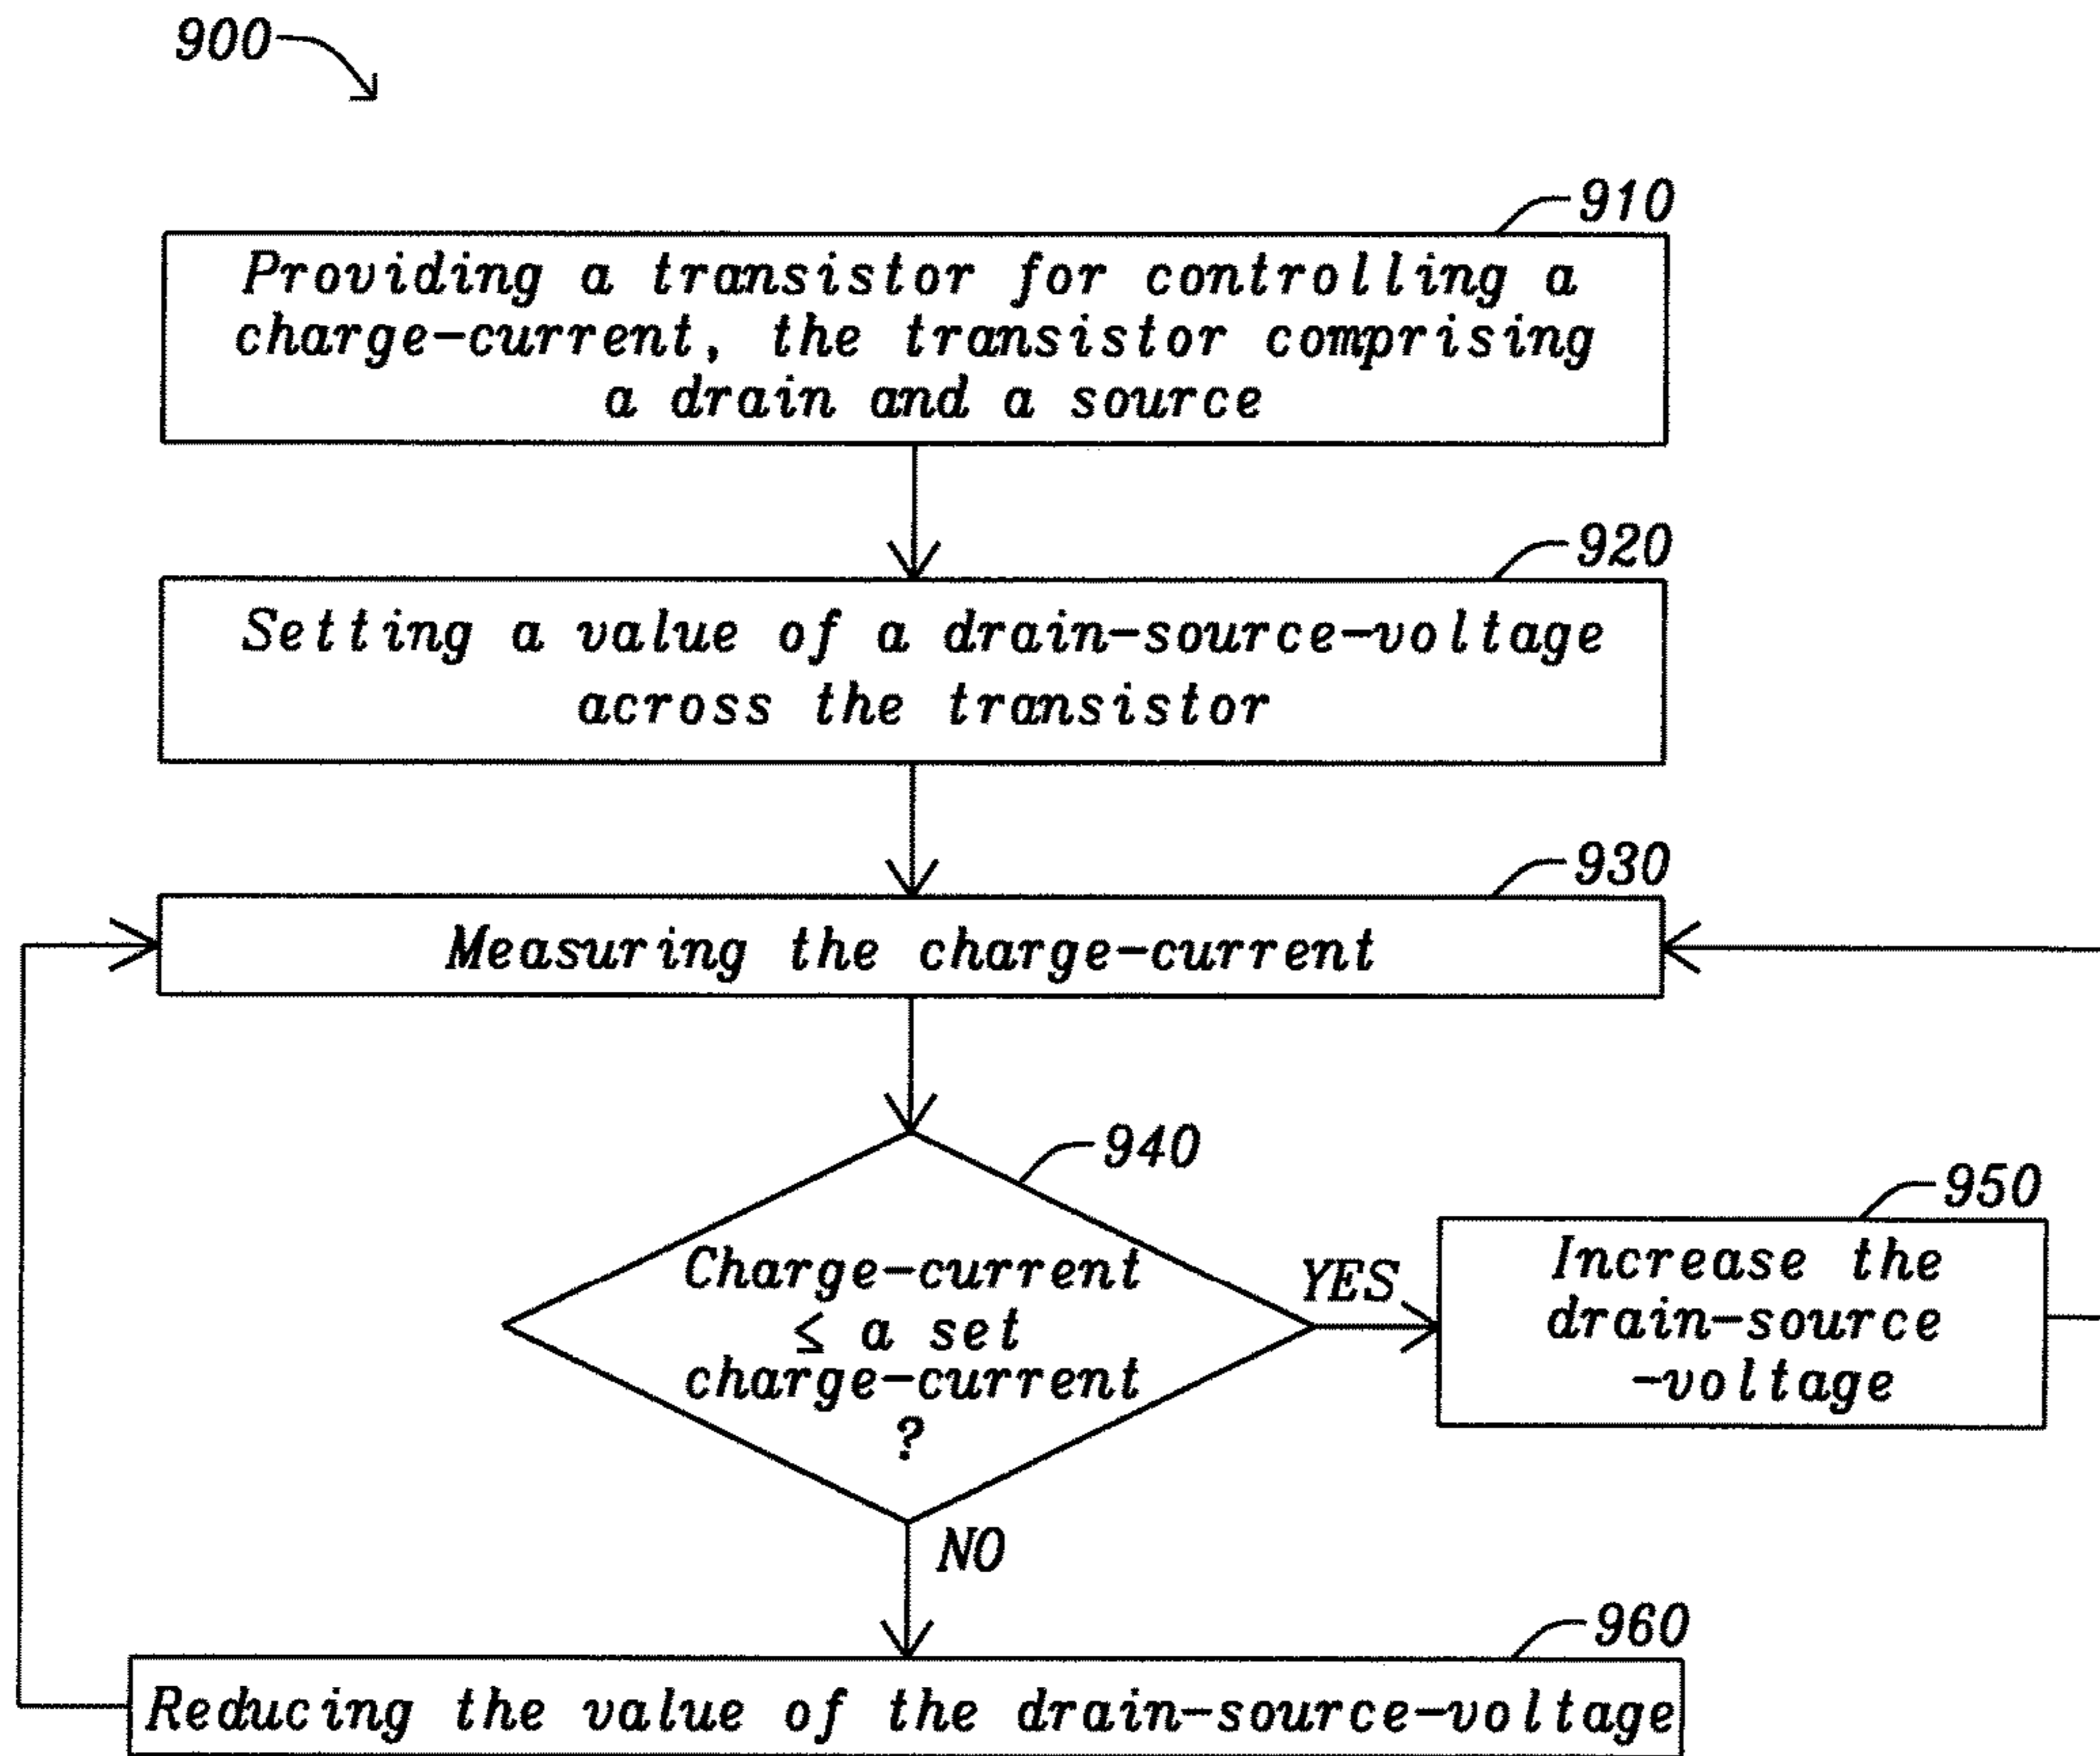 900
910
Providing a transistor for controlling a
charge-current, the transistor comprising
a drain and a source
920
Setting a value of a drain-source-voltage
across the transistor
930
Measuring the charge-current
940
Charge-current
≤ a set
charge-current
?
YES
950
Increase the
drain-source
-voltage
NO
960
Reducing the value of the drain-source-voltage